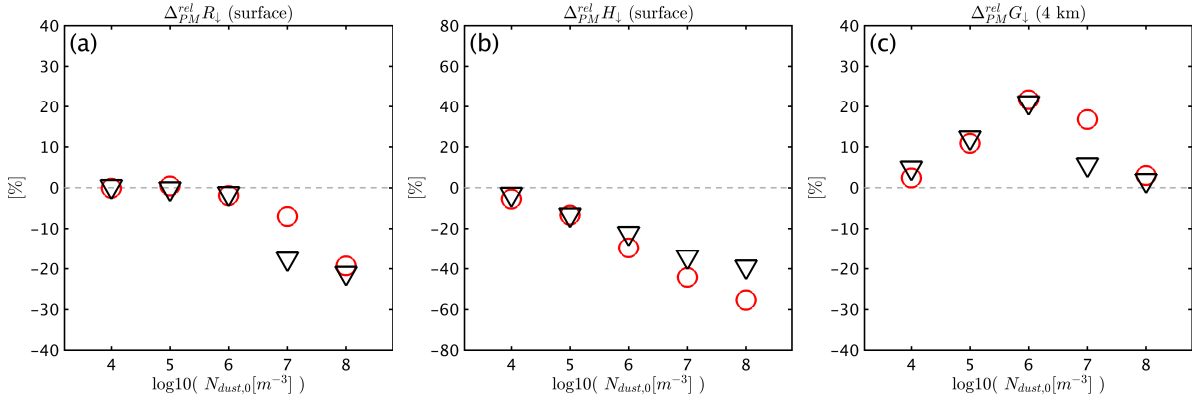 Δ^{rel}_{PM}R↓ (surface)
(a)
40
30
20
10
0
−10
−20
−30
−40
[%]
4 5 6 7 8
log10( N_{dust,0}[m^{−3}] )
Δ^{rel}_{PM}H↓ (surface)
(b)
80
60
40
20
0
−20
−40
−60
−80
[%]
4 5 6 7 8
log10( N_{dust,0}[m^{−3}] )
Δ^{rel}_{PM}G↓ (4 km)
(c)
40
30
20
10
0
−10
−20
−30
−40
[%]
4 5 6 7 8
log10( N_{dust,0}[m^{−3}] )